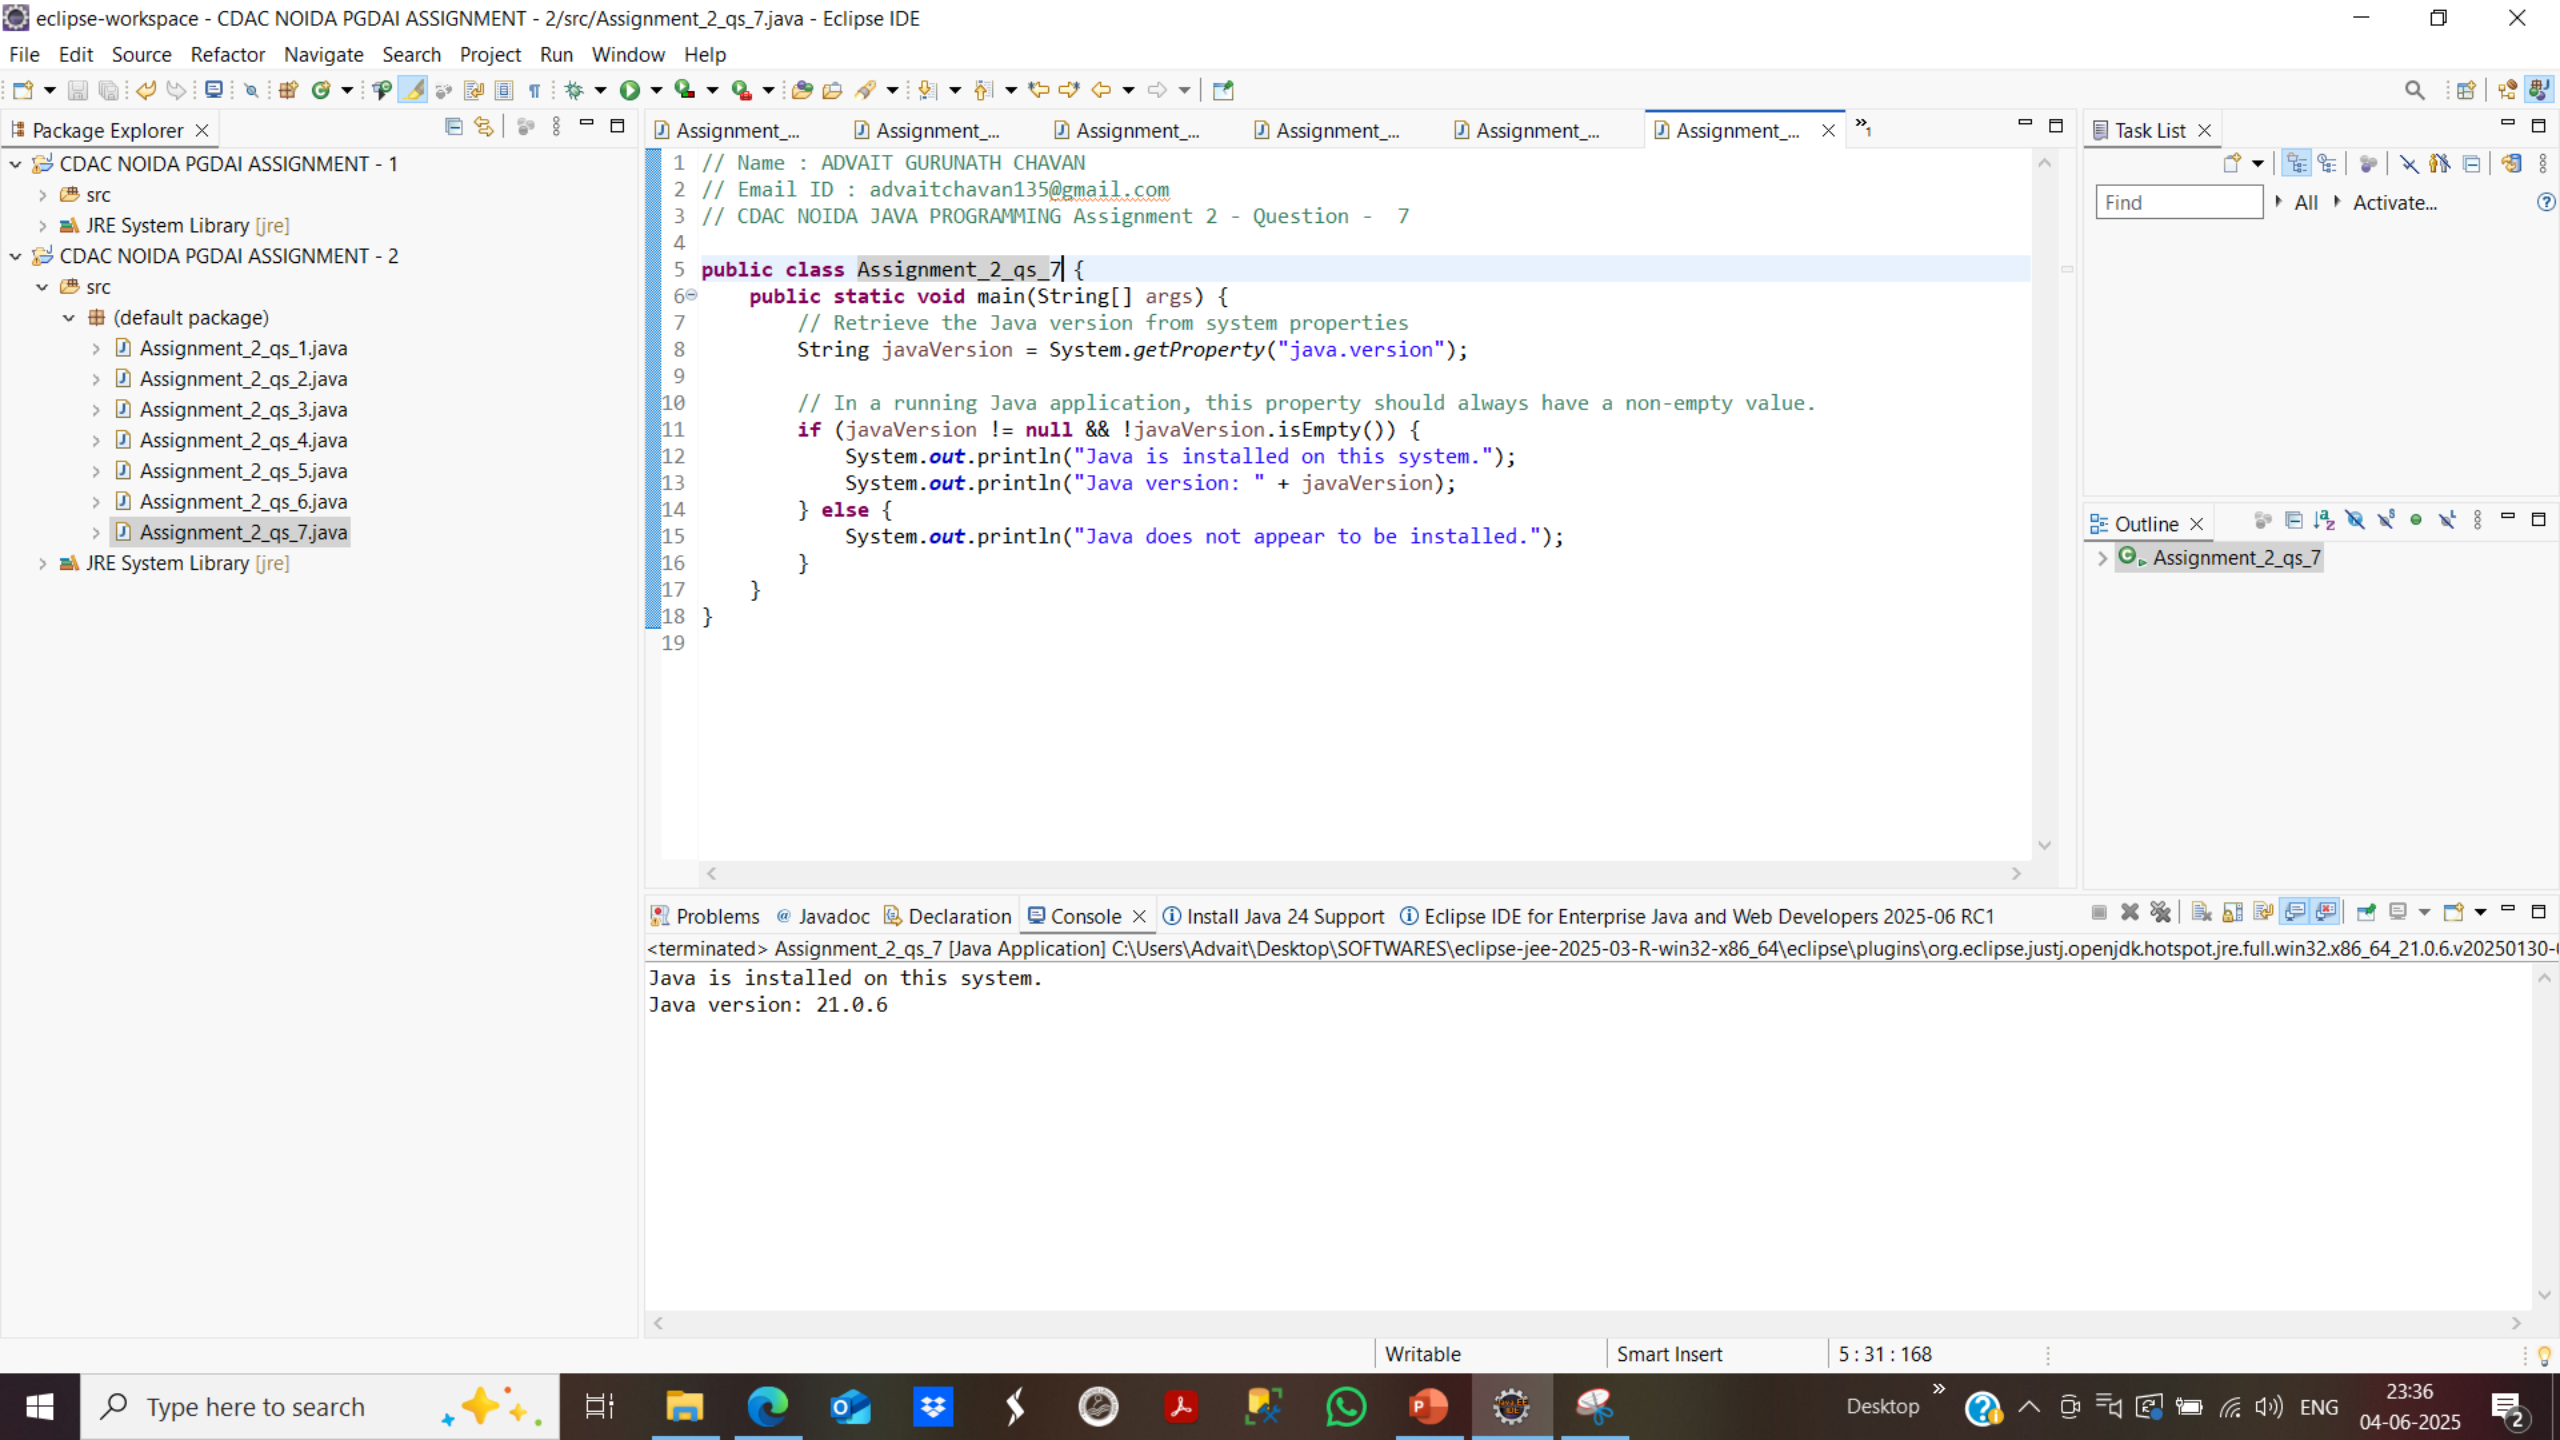 eclipse-workspace - CDAC NOIDA PGDAI ASSIGNMENT - 2/src/Assignment_2_qs_7.java - Eclipse IDE
File Edit Source Refactor Navigate Search Project Run Window Help
Package Explorer
CDAC NOIDA PGDAI ASSIGNMENT - 1
src
JRE System Library [jre]
CDAC NOIDA PGDAI ASSIGNMENT - 2
src
(default package)
Assignment_2_qs_1.java
Assignment_2_qs_2.java
Assignment_2_qs_3.java
Assignment_2_qs_4.java
Assignment_2_qs_5.java
Assignment_2_qs_6.java
Assignment_2_qs_7.java
JRE System Library [jre]
Assignment_... Assignment_... Assignment_... Assignment_... Assignment_... Assignment_... »1
1 // Name : ADVAIT GURUNATH CHAVAN
2 // Email ID : advaitchavan135@gmail.com
3 // CDAC NOIDA JAVA PROGRAMMING Assignment 2 - Question -  7
4
5 public class Assignment_2_qs_7 {
6     public static void main(String[] args) {
7         // Retrieve the Java version from system properties
8         String javaVersion = System.getProperty("java.version");
9
10         // In a running Java application, this property should always have a non-empty value.
11         if (javaVersion != null && !javaVersion.isEmpty()) {
12             System.out.println("Java is installed on this system.");
13             System.out.println("Java version: " + javaVersion);
14         } else {
15             System.out.println("Java does not appear to be installed.");
16         }
17     }
18 }
19
Task List
Find All Activate...
Outline
Assignment_2_qs_7
Problems Javadoc Declaration Console Install Java 24 Support Eclipse IDE for Enterprise Java and Web Developers 2025-06 RC1
<terminated> Assignment_2_qs_7 [Java Application] C:\Users\Advait\Desktop\SOFTWARES\eclipse-jee-2025-03-R-win32-x86_64\eclipse\plugins\org.eclipse.justj.openjdk.hotspot.jre.full.win32.x86_64_21.0.6.v20250130-
Java is installed on this system.
Java version: 21.0.6
Writable Smart Insert 5 : 31 : 168
Type here to search
Desktop » ENG
23:36
04-06-2025
2